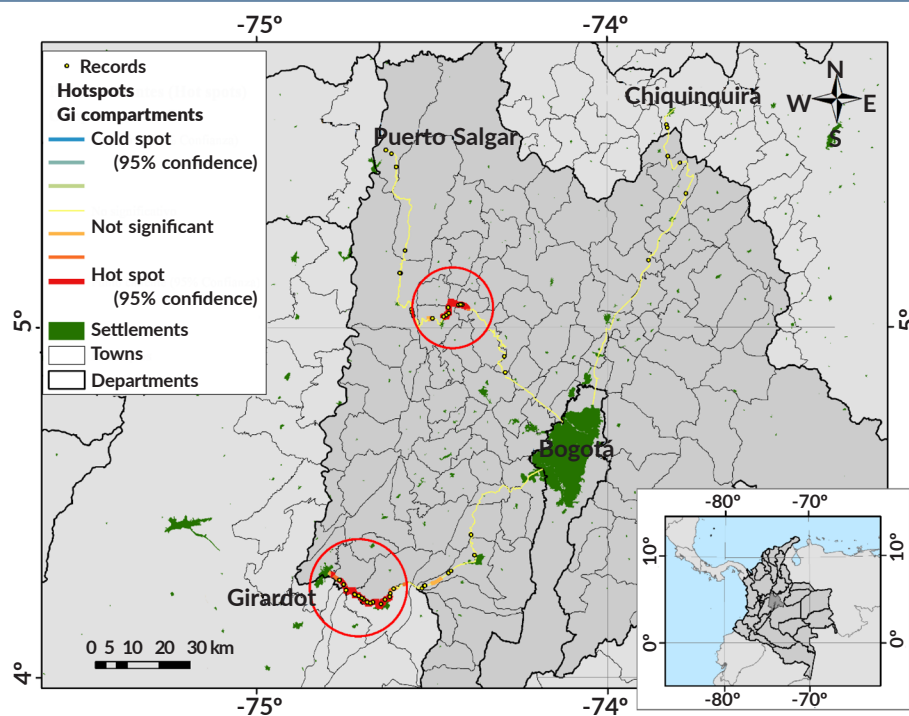 -75°
-74°
Records
Hotspots
Gi compartments
Cold spot
(95% confidence)
Not significant
Hot spot
(95% confidence)
Settlements
Towns
Departments
Puerto Salgar
Chiquinquirá
N
W
E
S
5°
5°
Bogotá
Girardot
0 5 10 20 30 km
4°
-75°
-74°
-80°
-70°
10°
10°
0°
0°
-80°
-70°